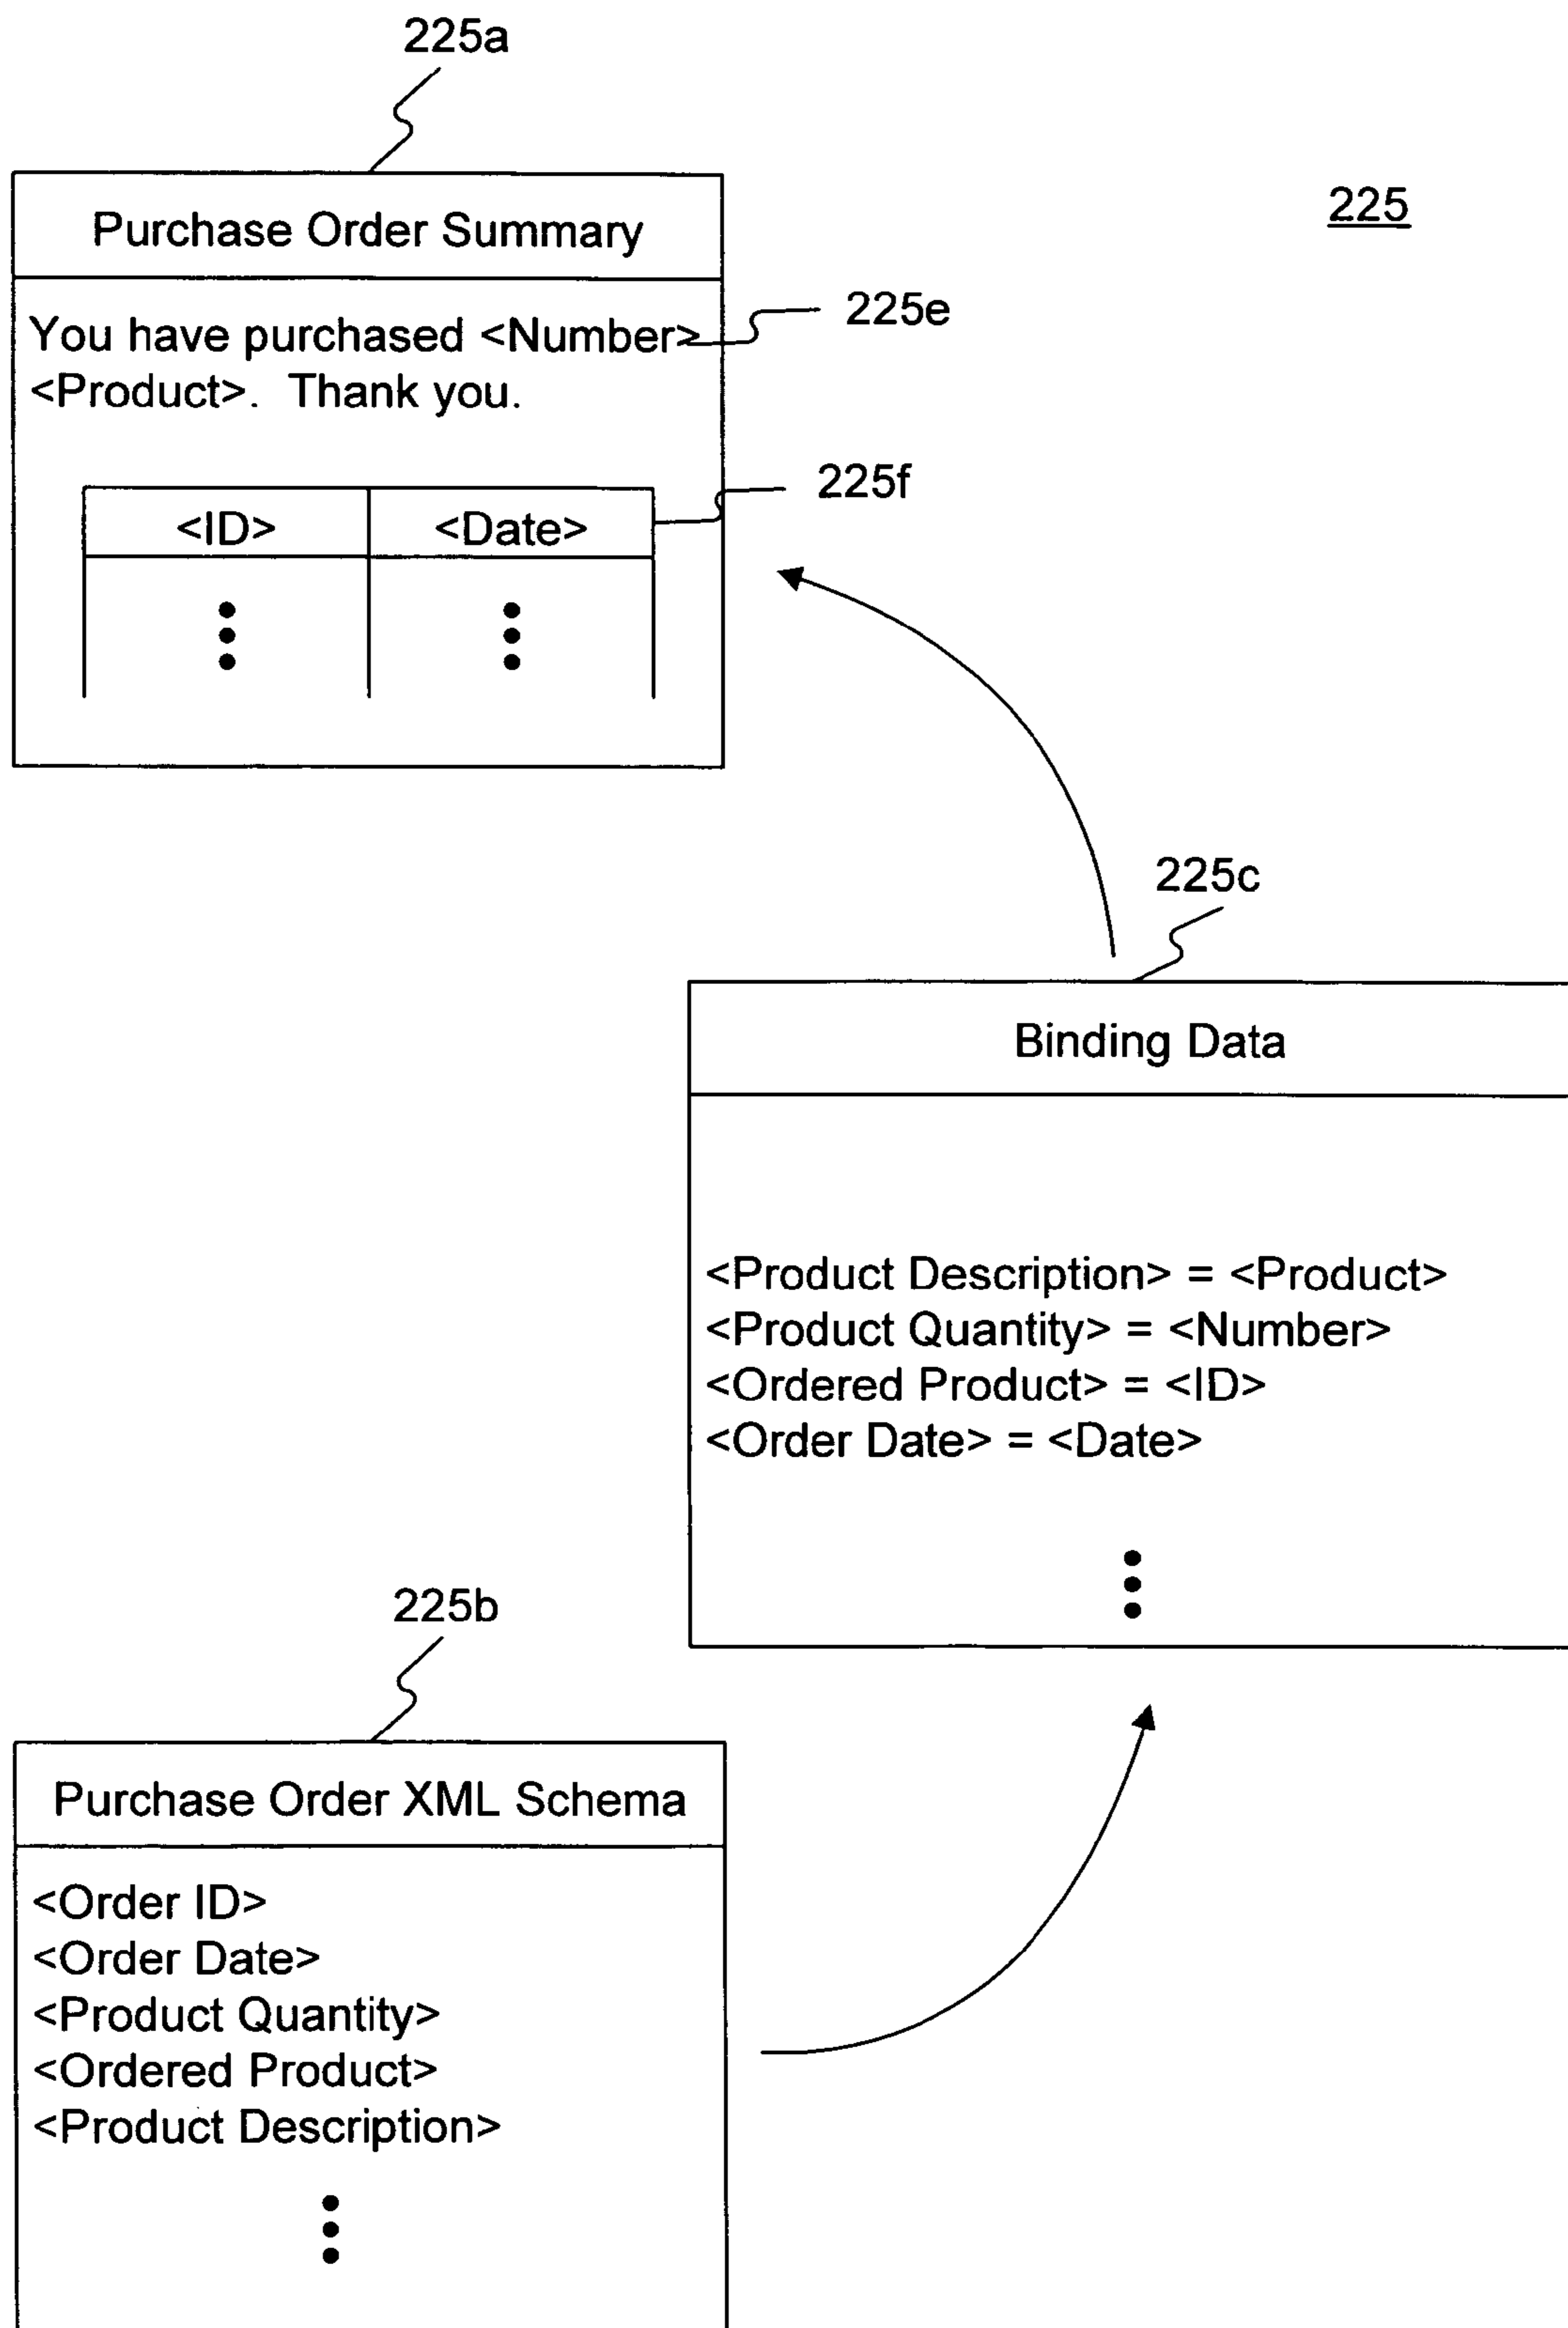 225a
225
Purchase Order Summary
You have purchased <Number>
<Product>. Thank you.
225e
225f
<ID> <Date>
225c
Binding Data
<Product Description> = <Product>
<Product Quantity> = <Number>
<Ordered Product> = <ID>
<Order Date> = <Date>
225b
Purchase Order XML Schema
<Order ID>
<Order Date>
<Product Quantity>
<Ordered Product>
<Product Description>